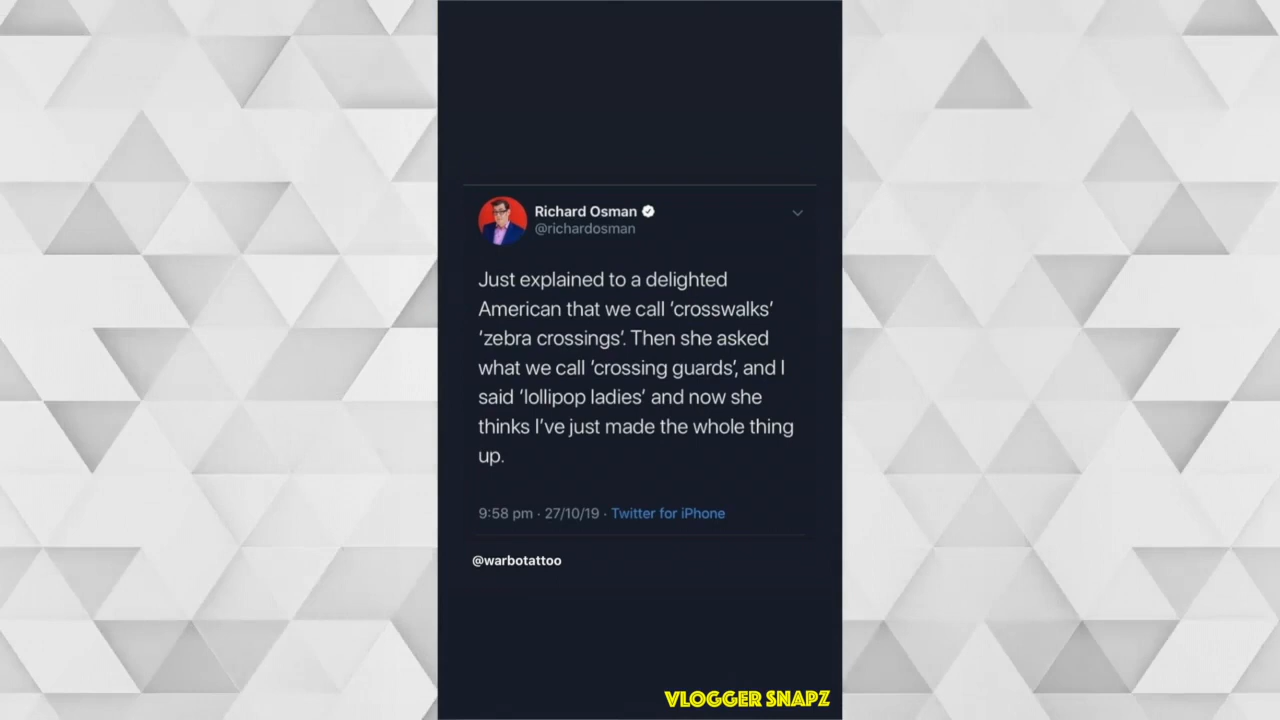 Richard Osman
@richardosman
Just explained to a delighted
American that we call ‘crosswalks’
‘zebra crossings’. Then she asked
what we call ‘crossing guards’, and I
said ‘lollipop ladies’ and now she
thinks I’ve just made the whole thing
up.
9:58 pm · 27/10/19 · Twitter for iPhone
@warbotattoo
VLOGGER SNAPZ